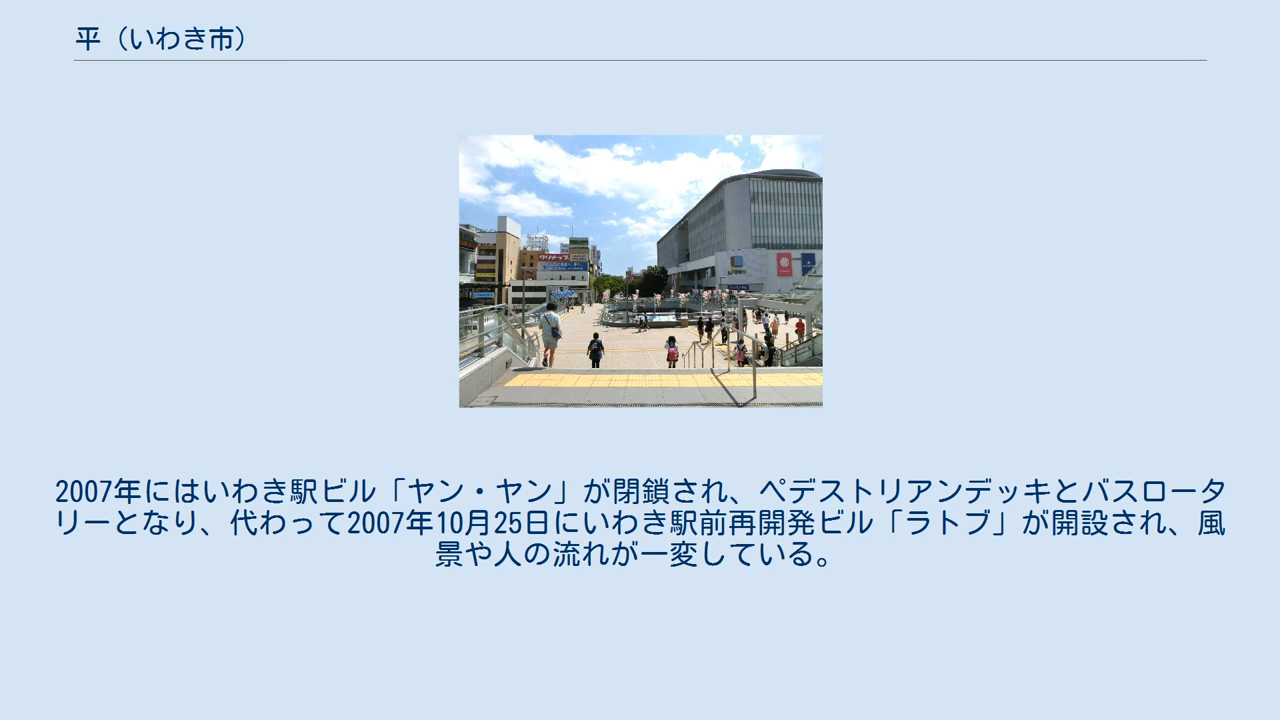 平（いわき市）
クリナップ
2007年にはいわき駅ビル「ヤン・ヤン」が閉鎖され、ペデストリアンデッキとバスロータ
リーとなり、代わって2007年10月25日にいわき駅前再開発ビル「ラトブ」が開設され、風
景や人の流れが一変している。